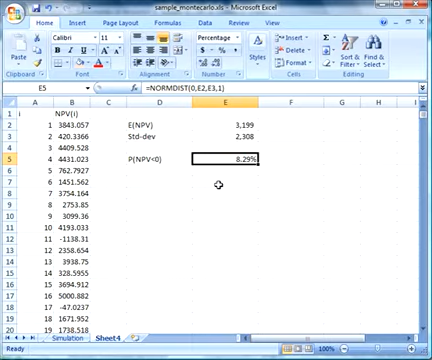 sample_montecarlo.xls - Microsoft Excel
Home Insert Page Layout Formulas Data Review View
Paste
Calibri 11
B I U
Percentage
$ % ,
Styles
Insert
Delete
Format
Σ
Clipboard Font Alignment Number Cells Editing
E5 fx =NORMDIST(0,E2,E3,1)
A B C D E F G H I
1 i NPV(i)
2 1 3843.057 E(NPV) 3,199
3 2 420.3366 Std-dev 2,308
4 3 4409.528
5 4 4431.023 P(NPV<0) 8.29%
6 5 762.7927
7 6 1451.562
8 7 3754.164
9 8 2753.85
10 9 3099.36
11 10 4193.033
12 11 -1138.31
13 12 2358.654
14 13 3938.75
15 14 328.5955
16 15 3694.912
17 16 5000.882
18 17 -47.0237
19 18 1671.952
20 19 1738.518
Simulation Sheet4
Ready 100%